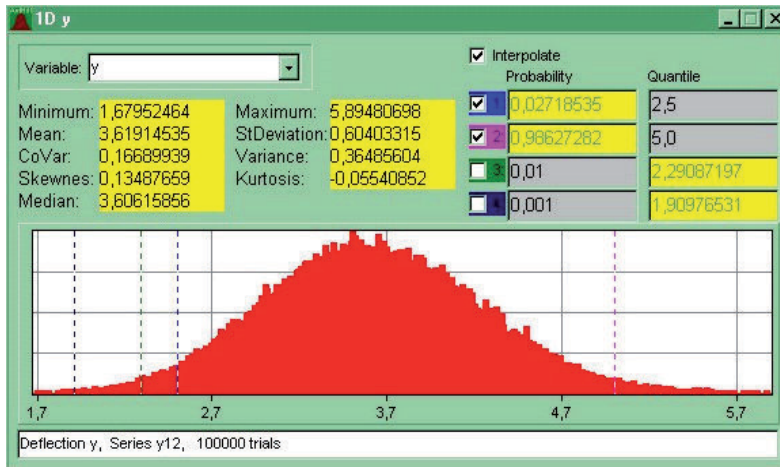 1D y
Variable: y
Minimum: 1,67952464
Mean: 3,61914535
CoVar: 0,16689939
Skewnes: 0,13487659
Median: 3,60615856
Maximum: 5,89480698
StDeviation: 0,60403315
Variance: 0,36485604
Kurtosis: -0,05540852
Interpolate
Probability Quantile
1: 0,02718535 2,5
2: 0,98627282 5,0
3: 0,01 2,29087197
4: 0,001 1,90976531
1,7 2,7 3,7 4,7 5,7
Deflection y, Series y12, 100000 trials